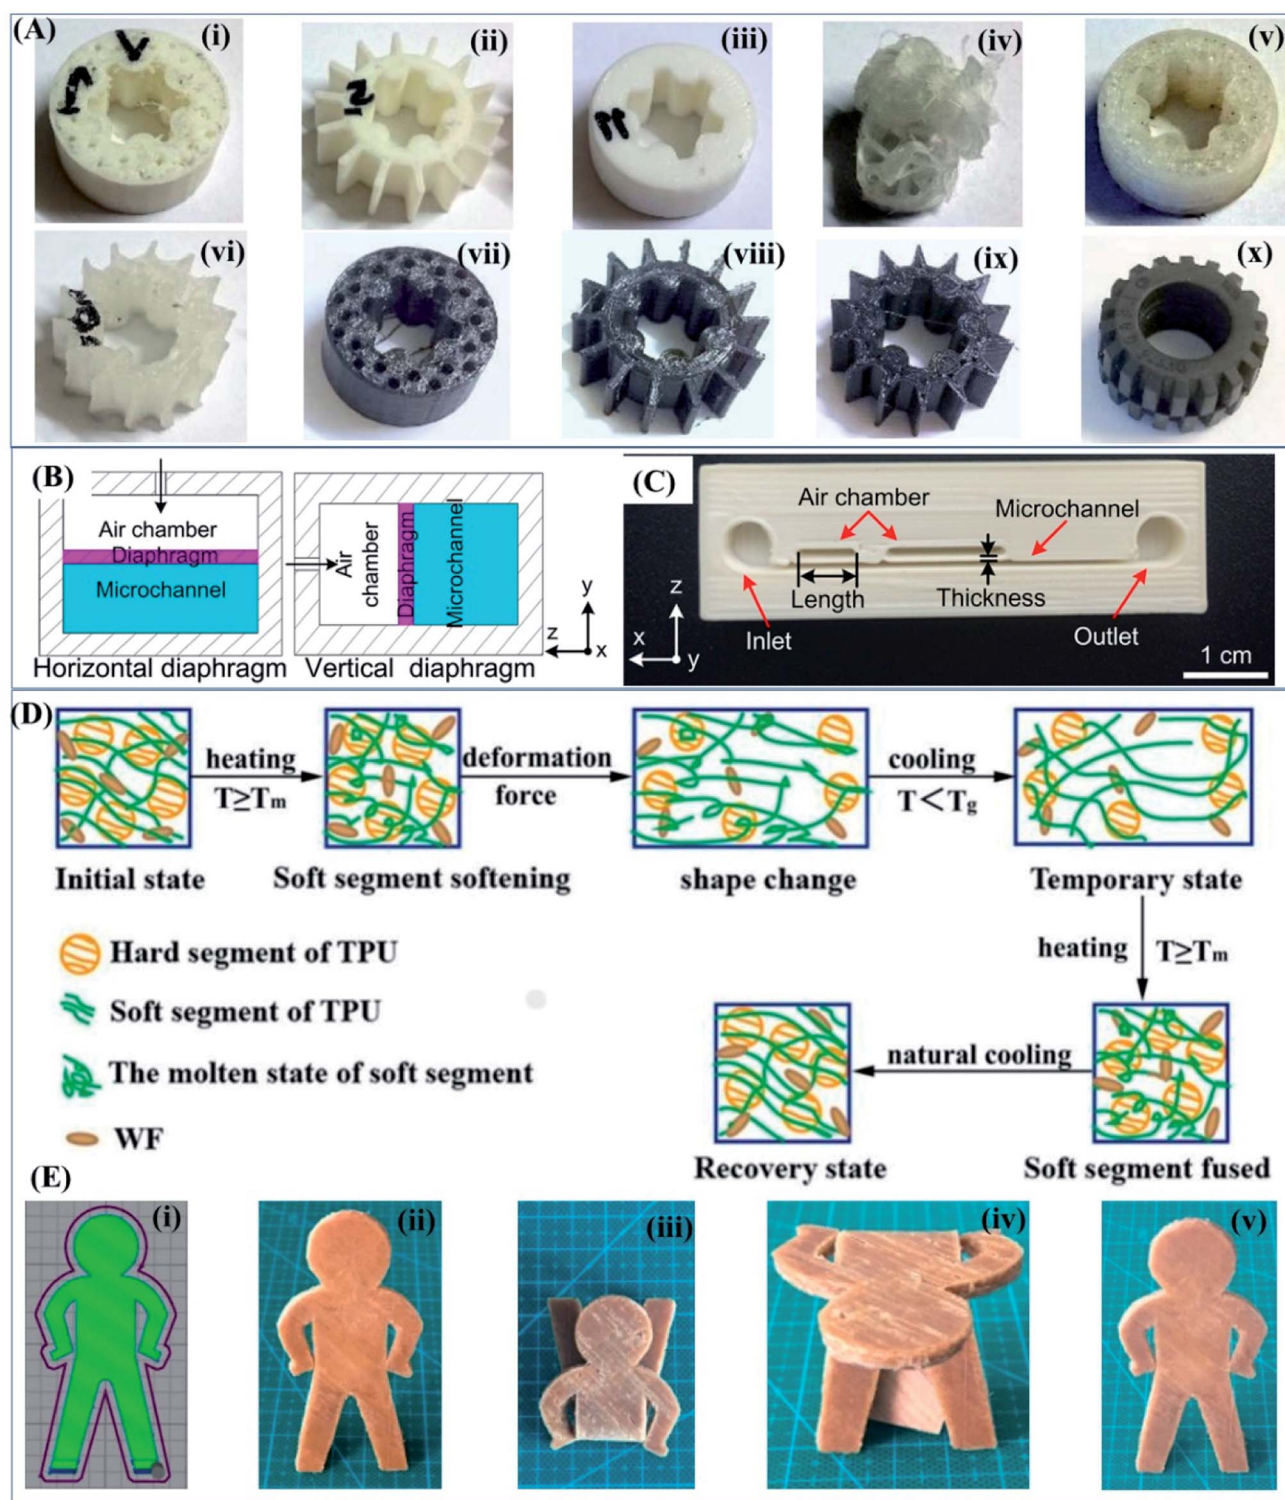 (A)
(i)
(ii)
(iii)
(iv)
(v)
(vi)
(vii)
(viii)
(ix)
(x)
(B)
Air chamber
Diaphragm
Microchannel
Horizontal diaphragm
Air chamber
Diaphragm
Microchannel
Vertical diaphragm
y
z
x
(C)
Air chamber
Microchannel
Length
Thickness
Inlet
Outlet
z
x
y
1 cm
(D)
heating
T≥Tm
deformation
force
cooling
T<Tg
Initial state
Soft segment softening
shape change
Temporary state
Hard segment of TPU
Soft segment of TPU
The molten state of soft segment
WF
heating T≥Tm
natural cooling
Recovery state
Soft segment fused
(E)
(i)
(ii)
(iii)
(iv)
(v)